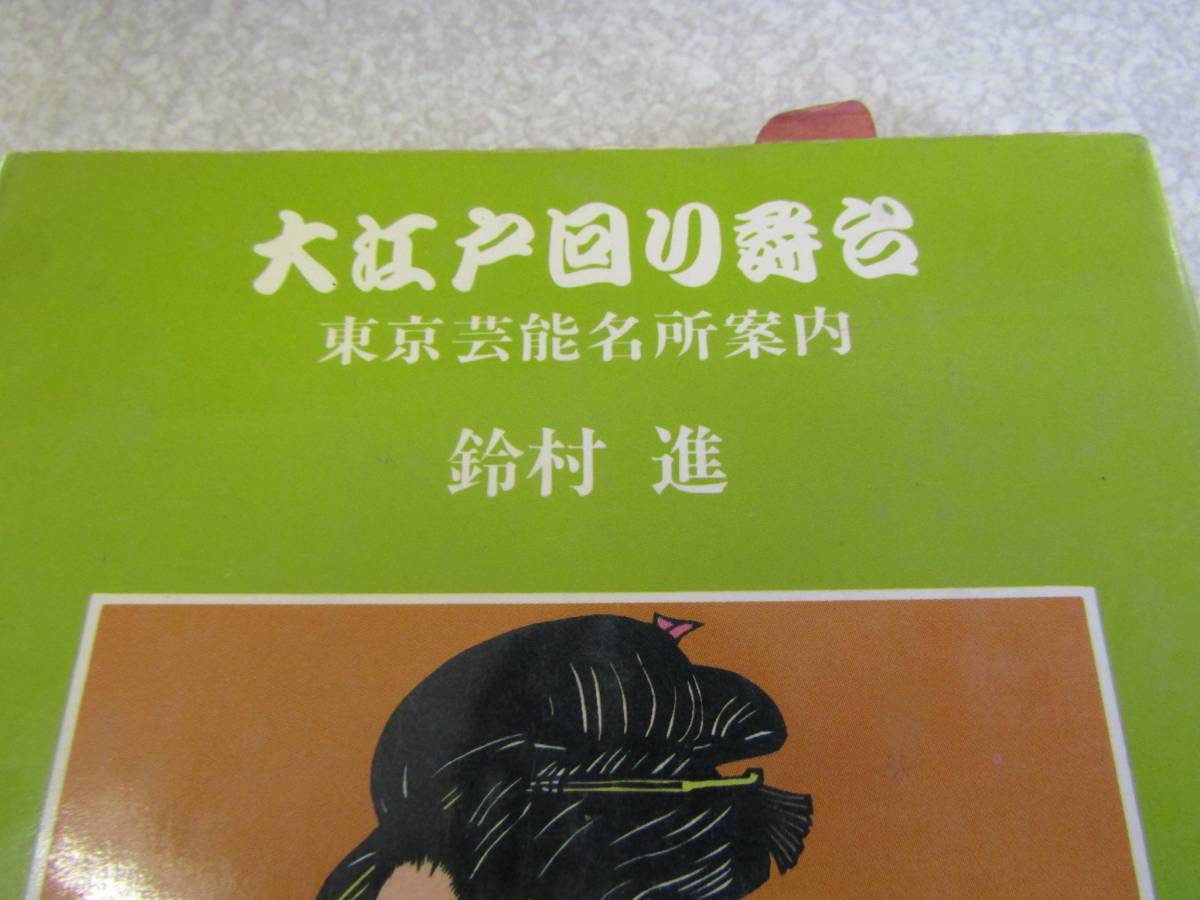 大江戸回り舞台
東京芸能名所案内
鈴村 進